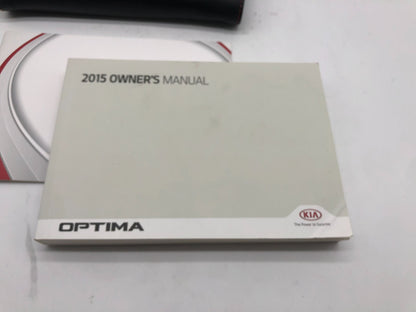 2015 OWNER'S MANUAL
OPTIMA
KIA
The Power to Surprise